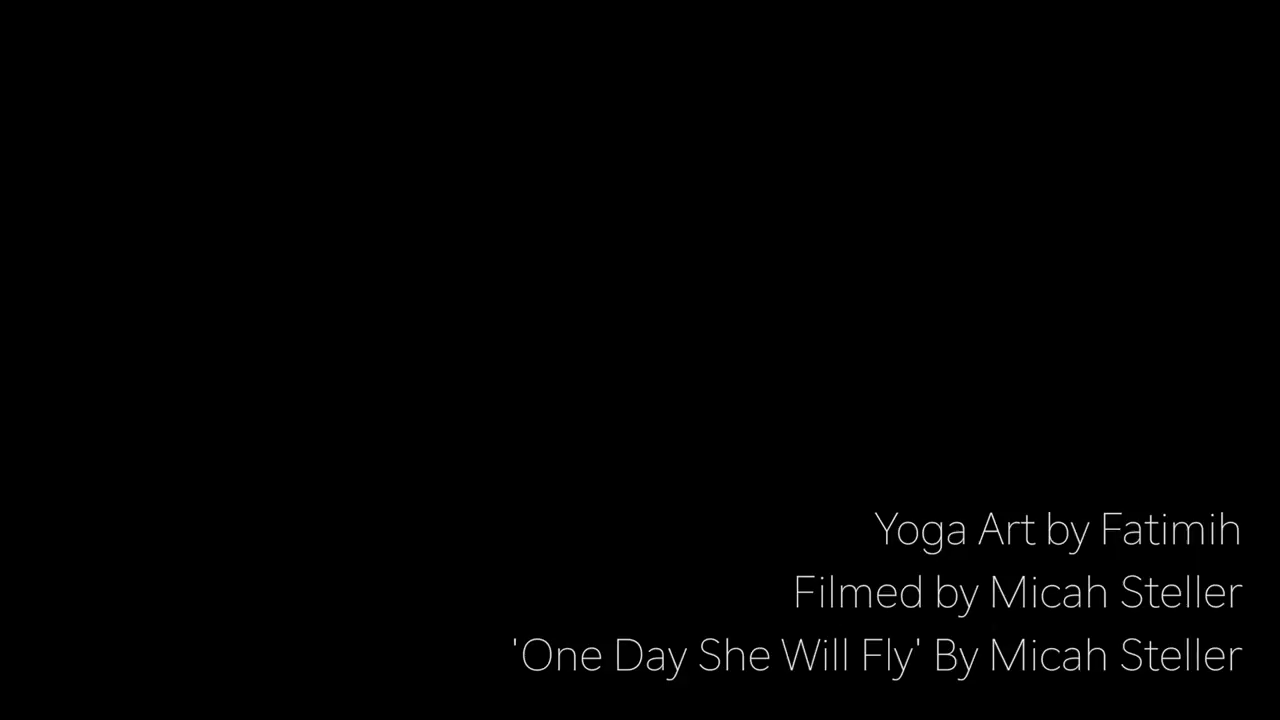 Yoga Art by Fatimih
Filmed by Micah Steller
'One Day She Will Fly' By Micah Steller